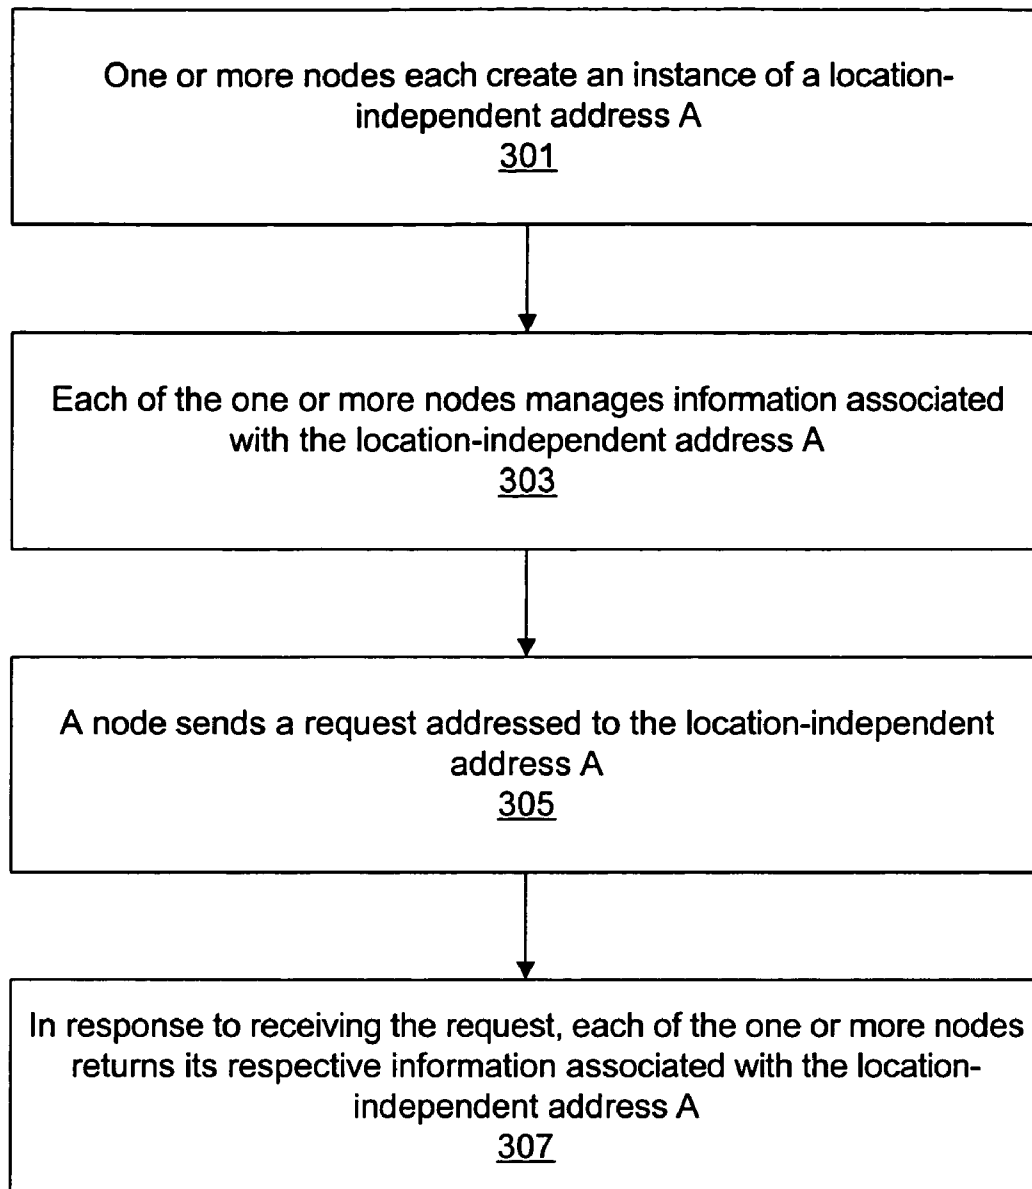 One or more nodes each create an instance of a location-
independent address A
301
Each of the one or more nodes manages information associated
with the location-independent address A
303
A node sends a request addressed to the location-independent
address A
305
In response to receiving the request, each of the one or more nodes
returns its respective information associated with the location-
independent address A
307